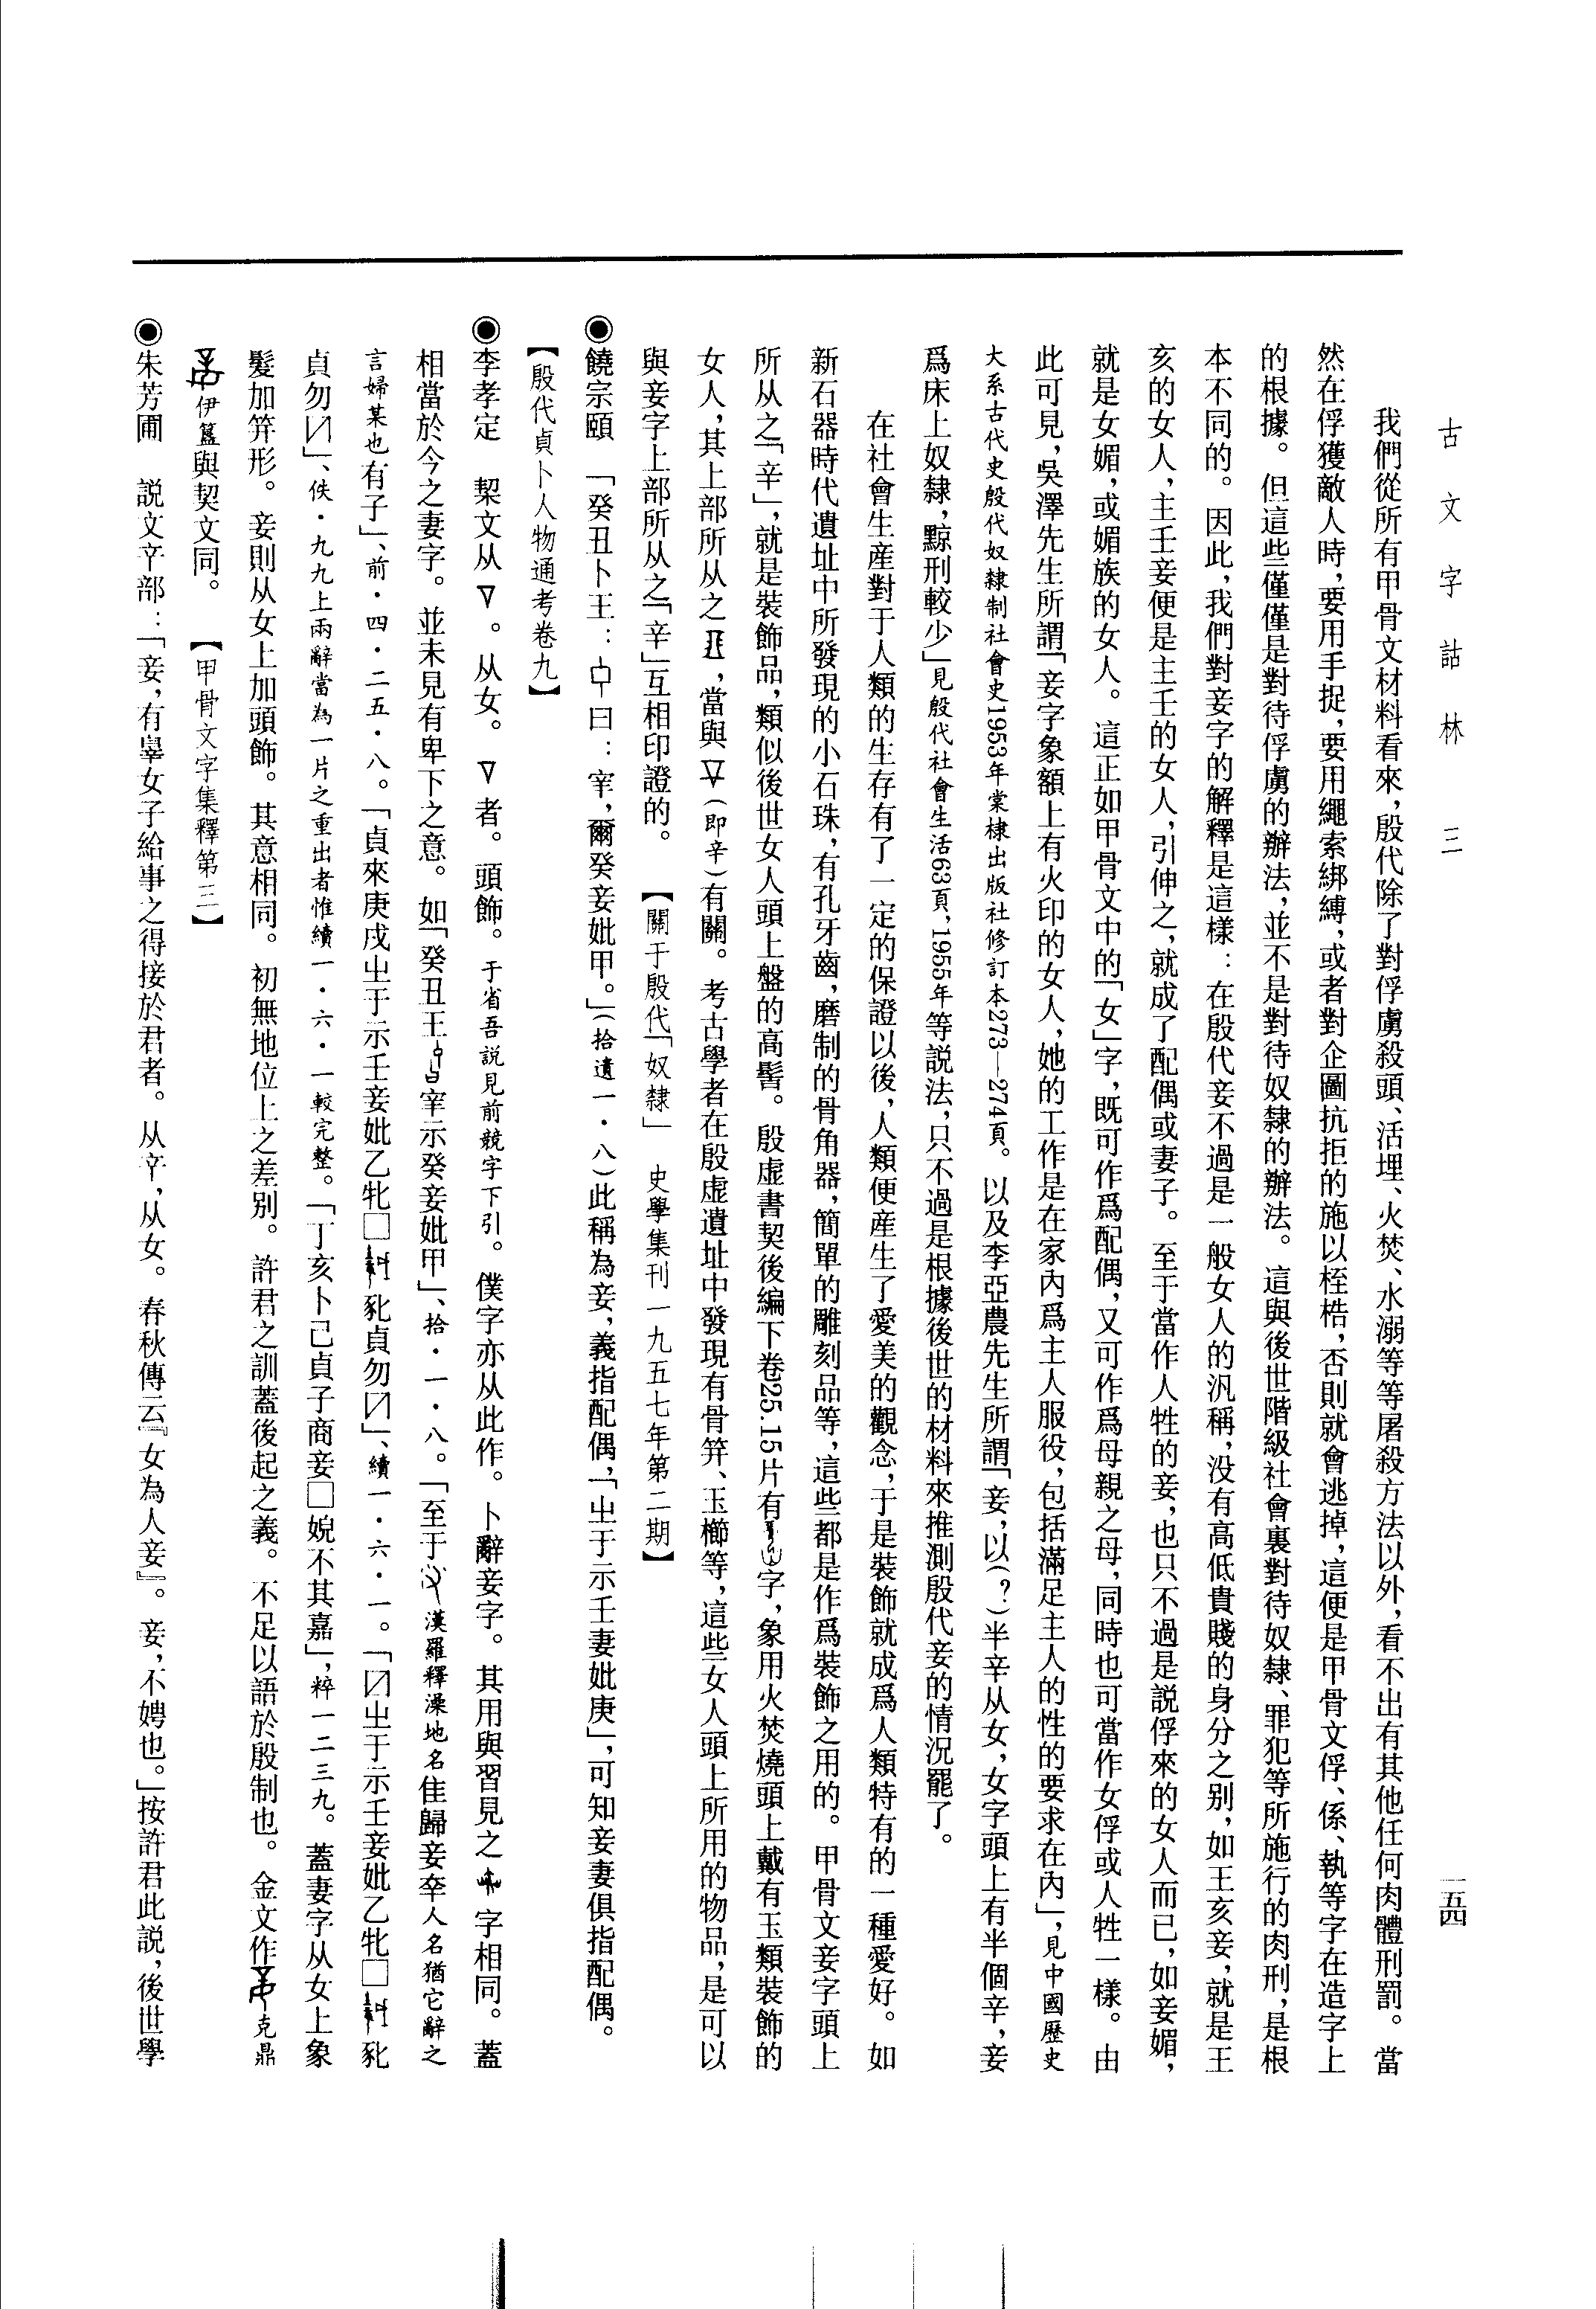 古文字詁林 三
一五四
我們從所有甲骨文材料看來，殷代除了對俘虜殺頭、活埋、火焚、水溺等等屠殺方法以外，看不出有其他任何肉體刑罰。當
然在俘獲敵人時，要用手捉，要用繩索綁縛，或者對企圖抗拒的施以桎梏，否則就會逃掉，這便是甲骨文俘、係、執等字在造字上
的根據。但這些僅僅是對待俘虜的辦法，並不是對待奴隸的辦法。這與後世階級社會裏對待奴隸、罪犯等所施行的肉刑，是根
本不同的。因此，我們對妾字的解釋是這樣：在殷代妾不過是一般女人的汎稱，没有高低貴賤的身分之别，如王亥妾，就是王
亥的女人，主壬妾便是主壬的女人，引伸之，就成了配偶或妻子。至于當作人牲的妾，也只不過是説俘來的女人而已，如妾媚，
就是女媚，或媚族的女人。這正如甲骨文中的「女」字，既可作爲配偶，又可作爲母親之母，同時也可當作女俘或人牲一樣。由
此可見，吳澤先生所謂「妾字象額上有火印的女人，她的工作是在家內爲主人服役，包括滿足主人的性的要求在內」，見中國歷史
大系古代史殷代奴隸制社會史1953年棠棣出版社修訂本273—274頁。以及李亞農先生所謂「妾，以（？）半辛从女，女字頭上有半個辛，妾
爲床上奴隸，黥刑較少」見殷代社會生活63頁，1955年等説法，只不過是根據後世的材料來推測殷代妾的情況罷了。
在社會生産對于人類的生存有了一定的保證以後，人類便産生了愛美的觀念，于是裝飾就成爲人類特有的一種愛好。如
新石器時代遺址中所發現的小石珠，有孔牙齒，磨制的骨角器，簡單的雕刻品等，這些都是作爲裝飾之用的。甲骨文妾字頭上
所从之「辛」，就是裝飾品，類似後世女人頭上盤的高髻。殷虚書契後編下卷25.15片有字，象用火焚燒頭上戴有玉類裝飾的
女人，其上部所从之，當與（即辛）有關。考古學者在殷虚遺址中發現有骨笄、玉櫛等，這些女人頭上所用的物品，是可以
與妾字上部所从之「辛」互相印證的。【關于殷代「奴隸」 史學集刊一九五七年第二期】
◉饒宗頤 「癸丑卜王：曰：宰，爾癸妾妣甲。」（拾遺一・八）此稱為妾，義指配偶，「㞢于示壬妻妣庚」，可知妾妻俱指配偶。
【殷代貞卜人物通考卷九】
◉李孝定 栔文从▽。从女。▽者。頭飾。于省吾説見前競字下引。僕字亦从此作。卜辭妾字。其用與習見之字相同。蓋
相當於今之妻字。並未見有卑下之意。如「癸丑王宰示癸妾妣甲」、拾・一・八。「至于漢羅釋澡地名隹歸妾㚔人名猶它辭之
言婦某也有子」、前・四・二五・八。「貞來庚戌㞢于示壬妾妣乙牝□豼貞勿〼」、續一・六・一。「〼㞢于示壬妾妣乙牝□豼
貞勿〼」、佚・九九上兩辭當為一片之重出者惟續一・六・一較完整。「丁亥卜己貞子商妾□娩不其嘉」，粹一二三九。蓋妻字从女上象
髮加笄形。妾則从女上加頭飾。其意相同。初無地位上之差别。許君之訓蓋後起之義。不足以語於殷制也。金文作克鼎
伊簋與契文同。【甲骨文字集釋第三】
◉朱芳圃 説文䇂部：「妾，有辠女子給事之得接於君者。从䇂，从女。春秋傳云『女為人妾』。妾，不娉也。」按許君此説，後世學